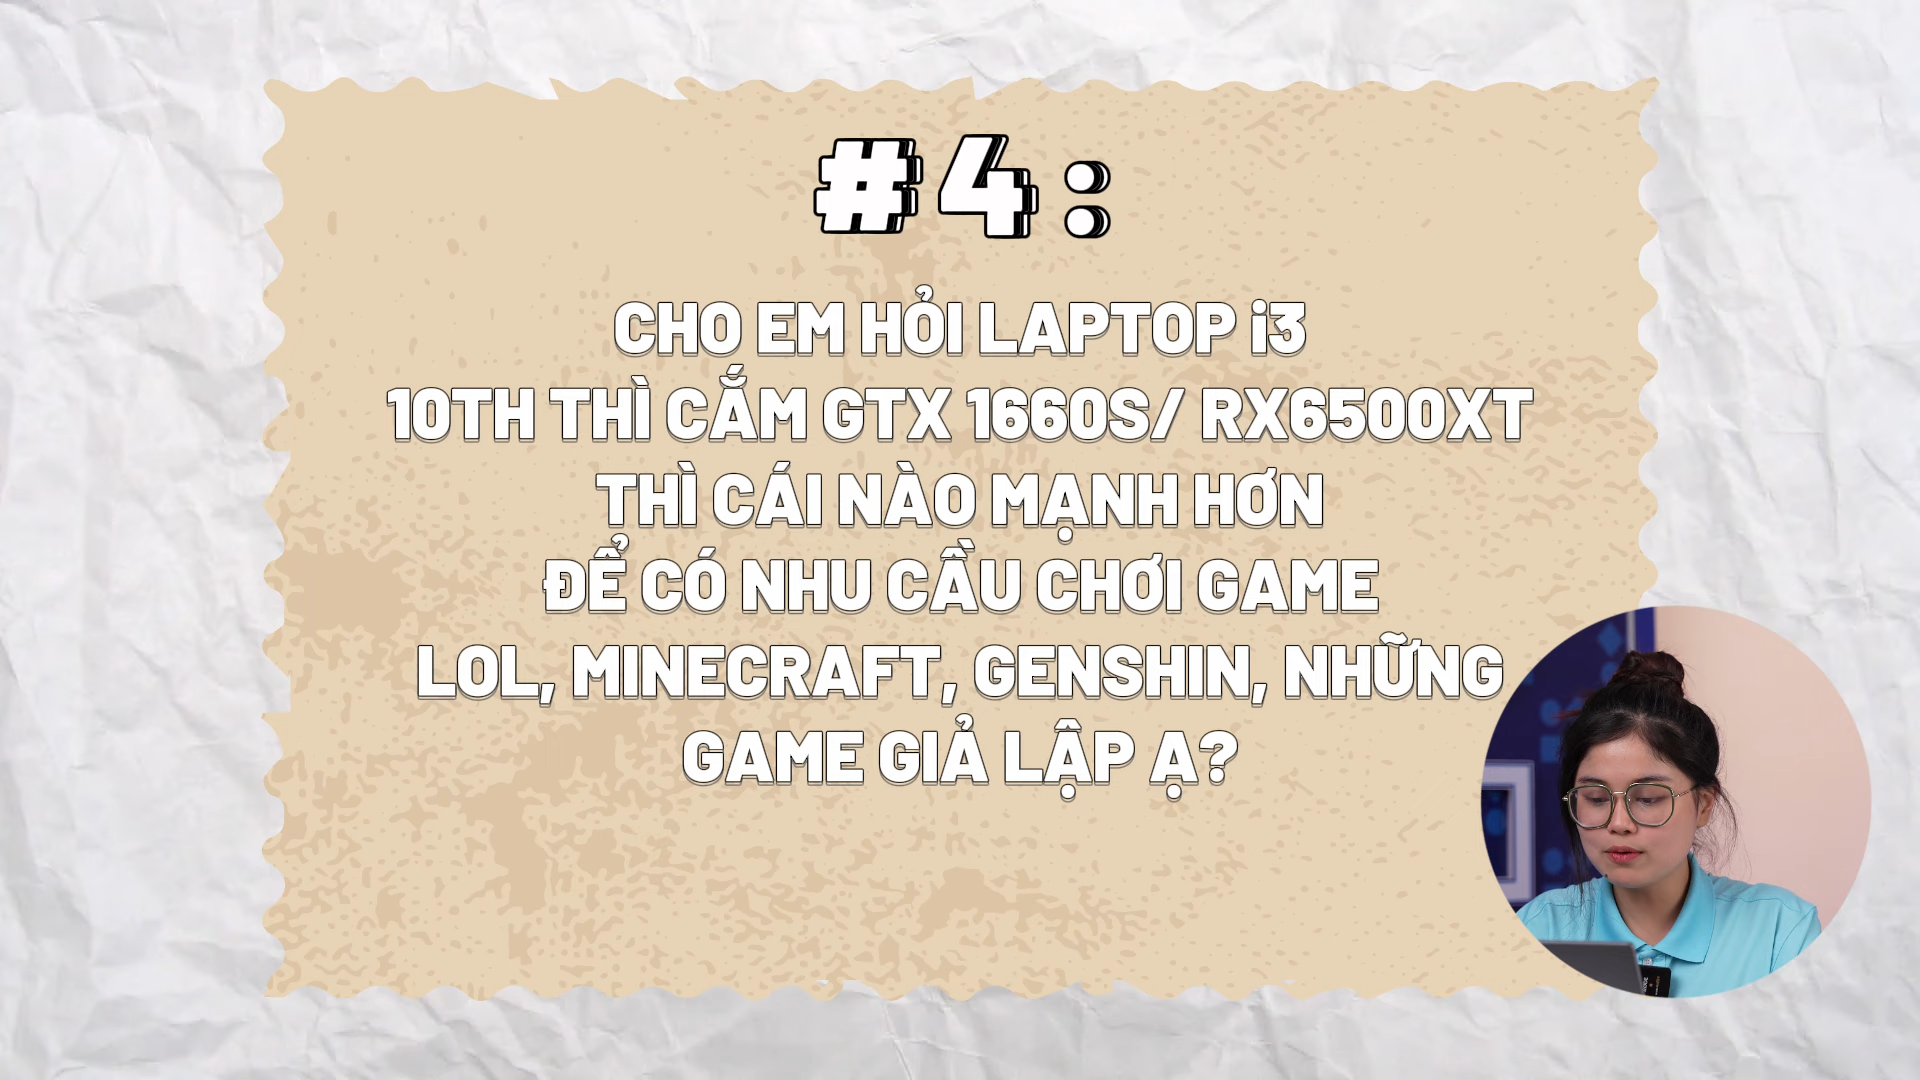 #4:
CHO EM HỎI LAPTOP i3
10TH THÌ CẮM GTX 1660S/ RX6500XT
THÌ CÁI NÀO MẠNH HƠN
ĐỂ CÓ NHU CẦU CHƠI GAME
LOL, MINECRAFT, GENSHIN, NHỮNG
GAME GIẢ LẬP Ạ?